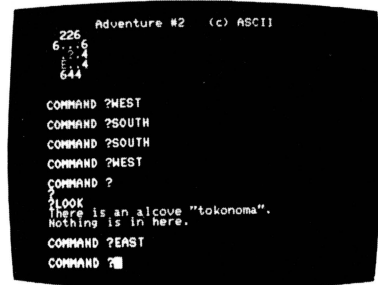 Adventure #2 (c) ASCII
226
6...6
.?.4
E..4
644
COMMAND ?WEST
COMMAND ?SOUTH
COMMAND ?SOUTH
COMMAND ?WEST
COMMAND ?
?
?LOOK
There is an alcove "tokonoma".
Nothing is in here.
COMMAND ?EAST
COMMAND ?